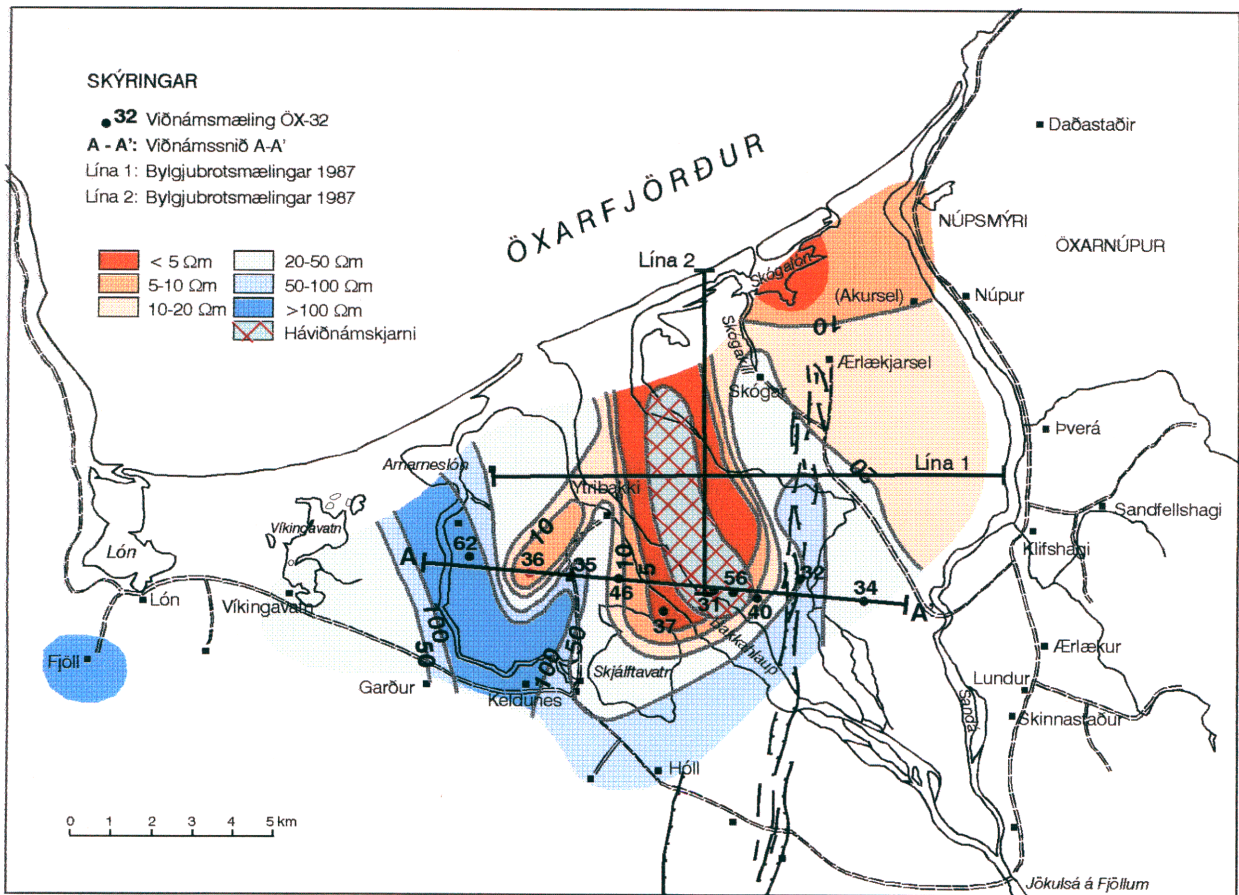 SKÝRINGAR
32 Viðnámsmæling ÖX-32
A - A': Viðnámssnið A-A'
Lína 1: Bylgjubrotsmælingar 1987
Lína 2: Bylgjubrotsmælingar 1987
< 5 Ωm
5-10 Ωm
10-20 Ωm
20-50 Ωm
50-100 Ωm
>100 Ωm
Háviðnámskjarni
ÖXARFJÖRÐUR
Daðastaðir
NÚPSMÝRI
ÖXARNÚPUR
Lína 2
Skógalón
(Akursel)
Núpur
10
Skógakíll
Ærlækjarsel
Skógar
Þverá
20
Lína 1
Arnarneslón
Ytribakki
Sandfellshagi
Víkingavatn
Klifshagi
Lón
10
62
A
36
35
10
5
46
56
32
31
40
34
A'
37
Lón
Víkingavatn
100
50
Bakkahlaup
Ærlækur
Fjöll
50
100
Skjálftavatn
Garður
Keldunes
Lundur
Sandá
Skinnastaður
Hóll
0 1 2 3 4 5 km
Jökulsá á Fjöllum